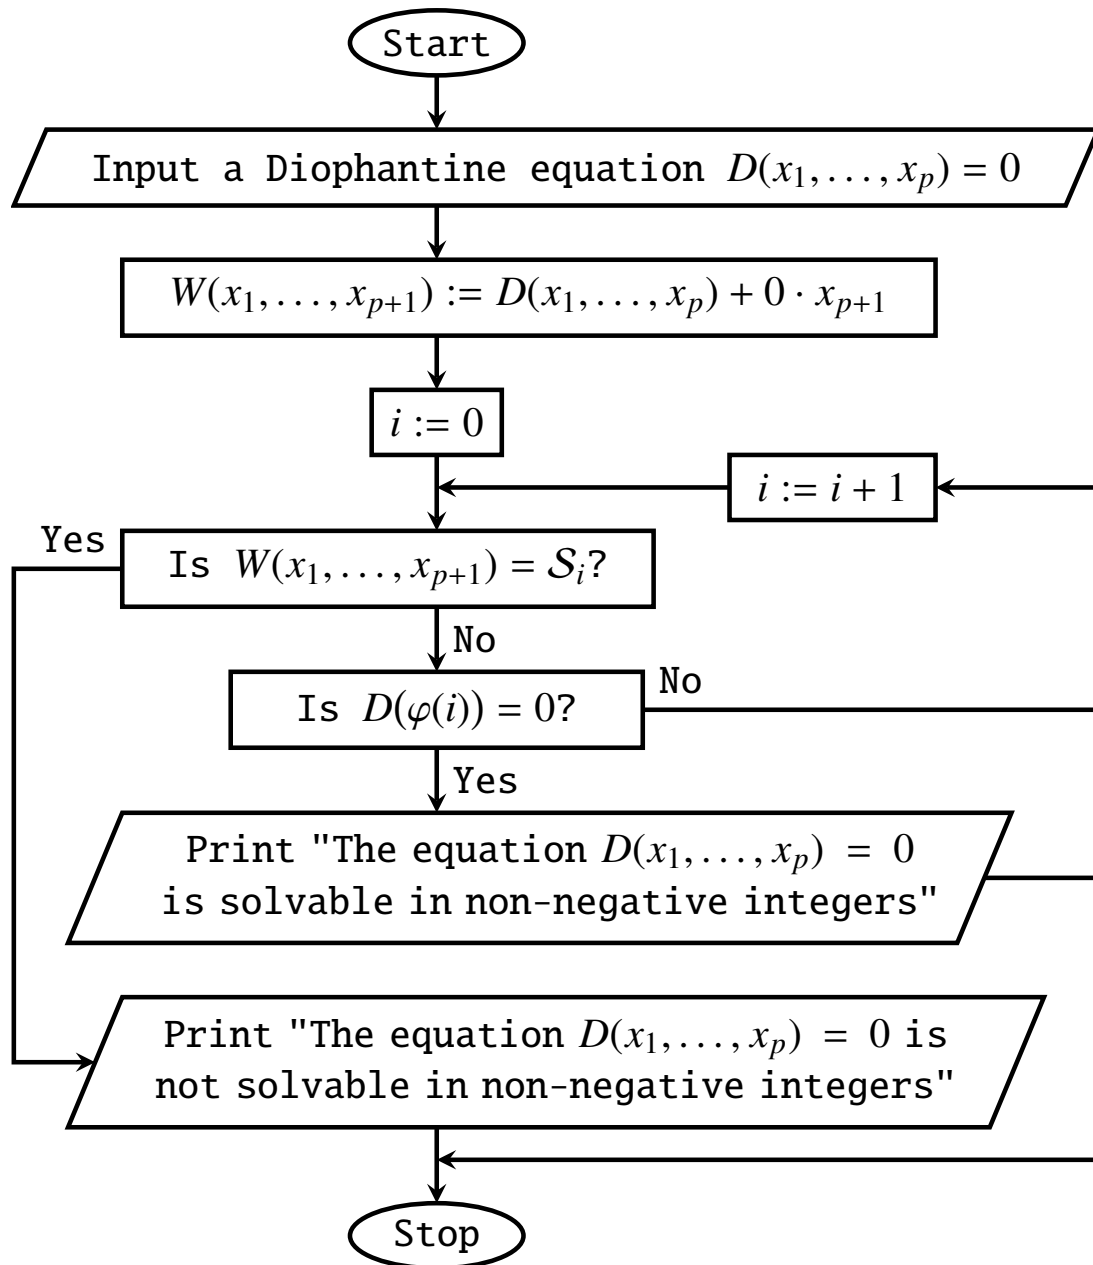 Start
Input a Diophantine equation D(x₁, . . . , xₚ) = 0
W(x₁, . . . , xₚ₊₁) := D(x₁, . . . , xₚ) + 0 · xₚ₊₁
i := 0
i := i + 1
Yes
Is W(x₁, . . . , xₚ₊₁) = 𝒮ᵢ?
No
Is D(φ(i)) = 0?
No
Yes
Print "The equation D(x₁, . . . , xₚ) = 0
is solvable in non-negative integers"
Print "The equation D(x₁, . . . , xₚ) = 0 is
not solvable in non-negative integers"
Stop